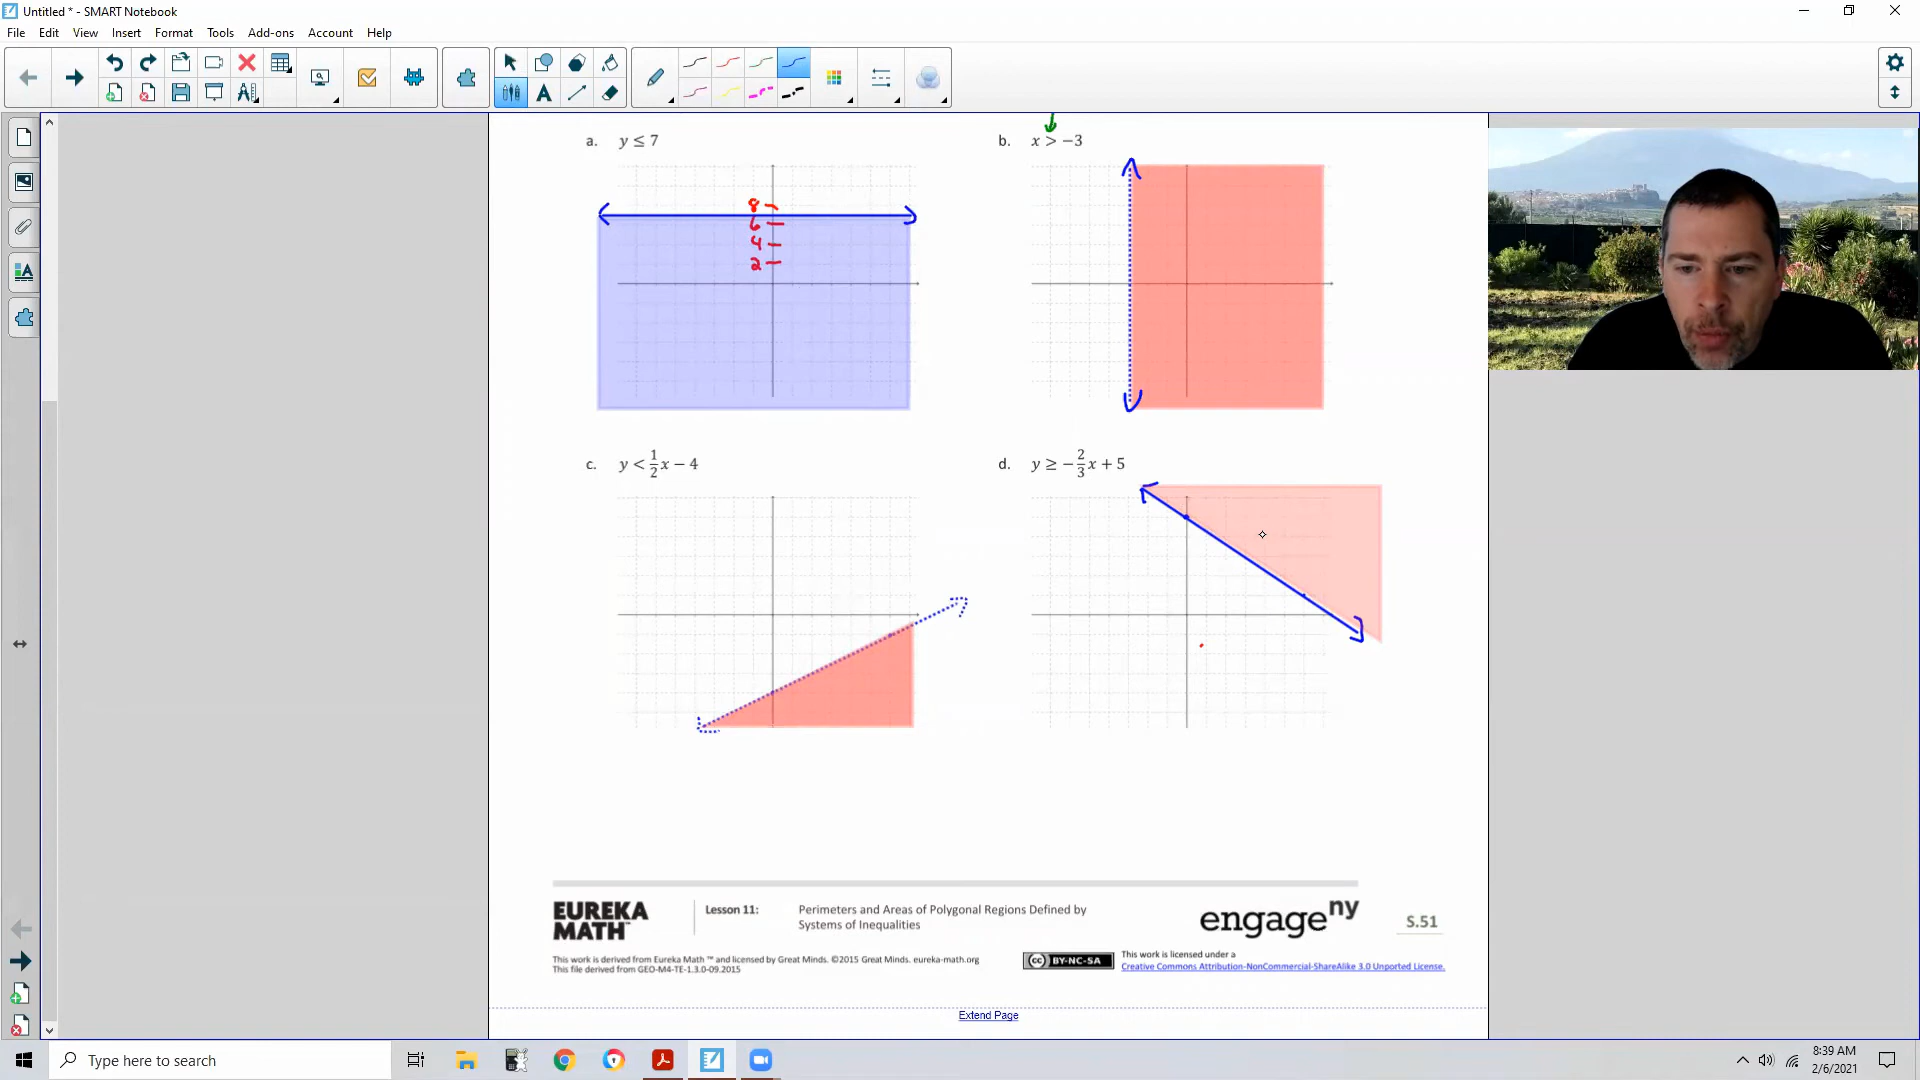 Untitled * - SMART Notebook
File Edit View Insert Format Tools Add-ons Account Help
a. y ≤ 7
b. x > −3
8
6
4
2
c. y < 1/2 x − 4
d. y ≥ − 2/3 x + 5
EUREKA MATH™
Lesson 11: Perimeters and Areas of Polygonal Regions Defined by
Systems of Inequalities
engage ny
S.51
This work is derived from Eureka Math ™ and licensed by Great Minds. ©2015 Great Minds. eureka-math.org
This file derived from GEO-M4-TE-1.3.0-09.2015
CC BY-NC-SA
This work is licensed under a
Creative Commons Attribution-NonCommercial-ShareAlike 3.0 Unported License.
Extend Page
Type here to search
8:39 AM
2/6/2021